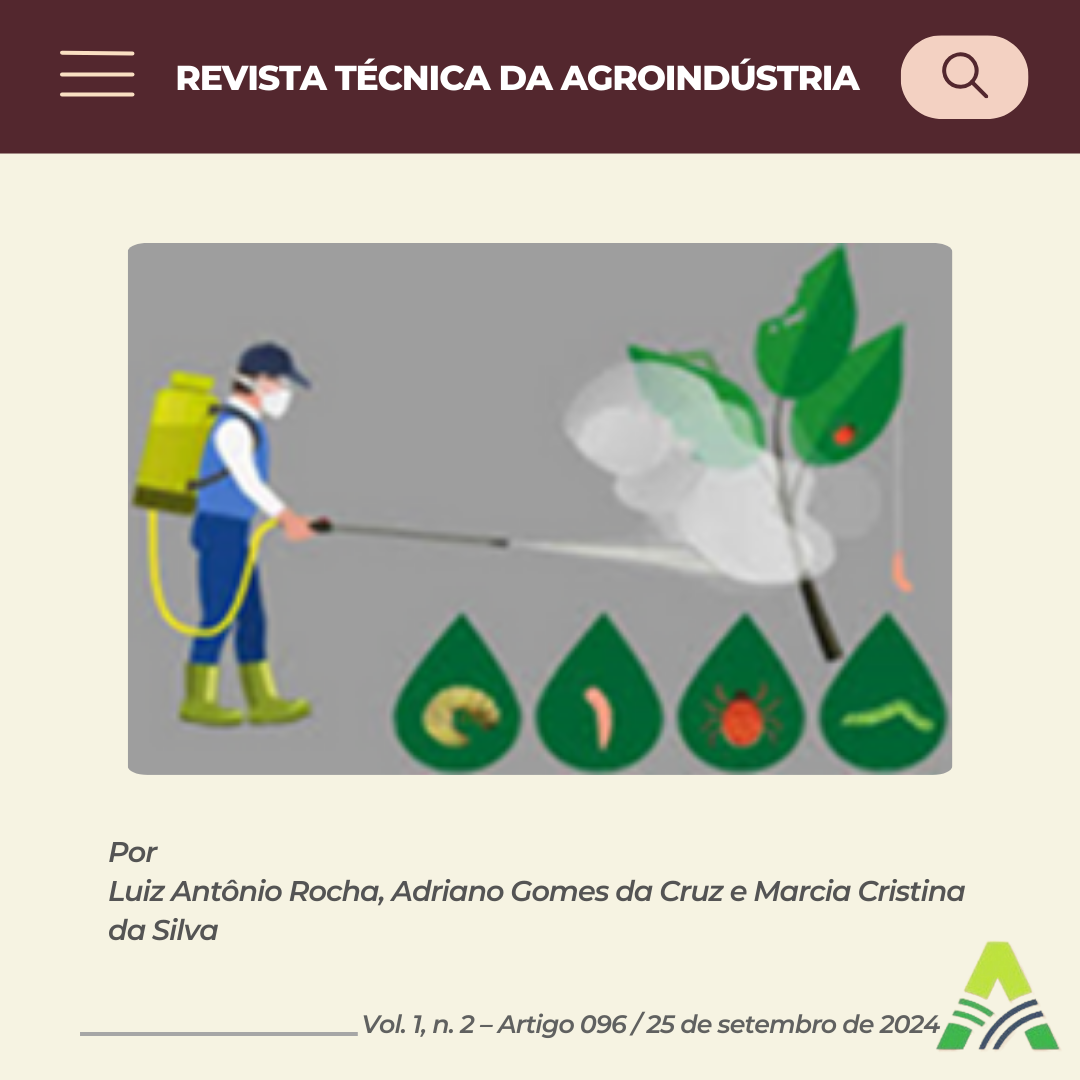 REVISTA TÉCNICA DA AGROINDÚSTRIA
Por
Luiz Antônio Rocha, Adriano Gomes da Cruz e Marcia Cristina
da Silva
Vol. 1, n. 2 – Artigo 096 / 25 de setembro de 2024